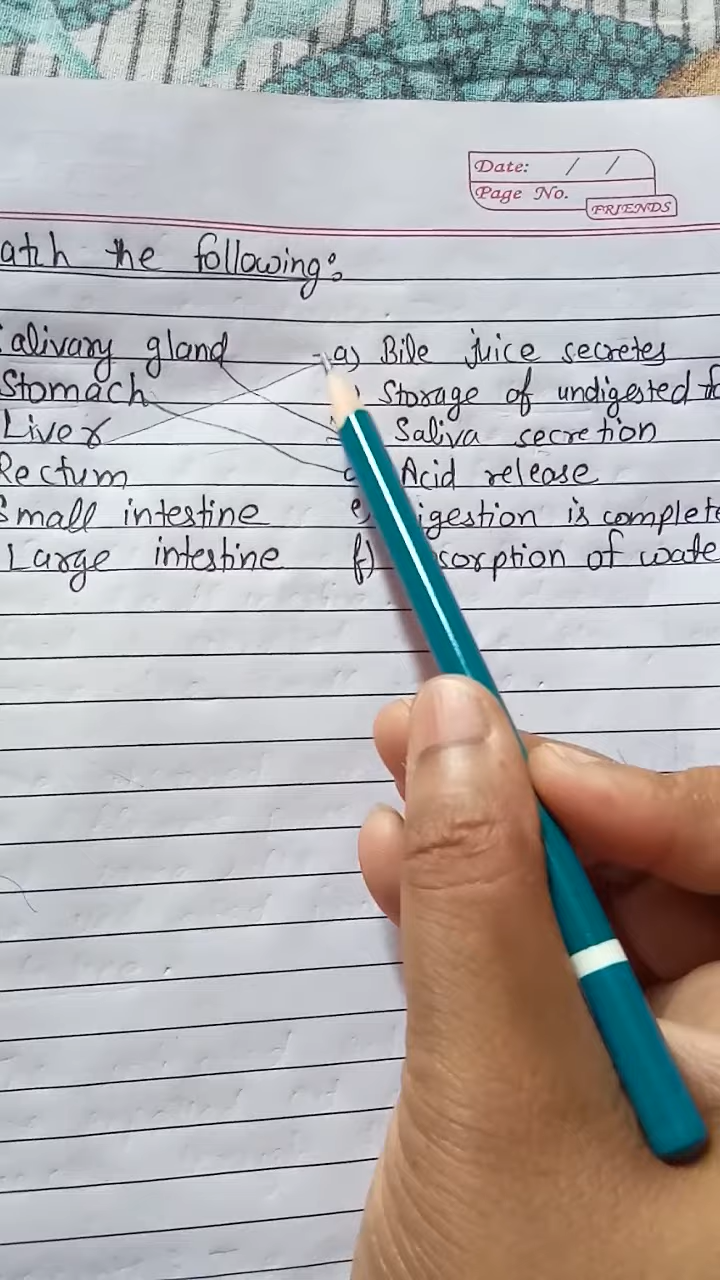 Date: / /
Page No.
FRIENDS
atch the following:
alivary gland a) Bile juice secretes
Stomach Storage of undigested
Liver Saliva secretion
Rectum Acid release
Small intestine e) igestion is complete
Large intestine f) sorption of wate